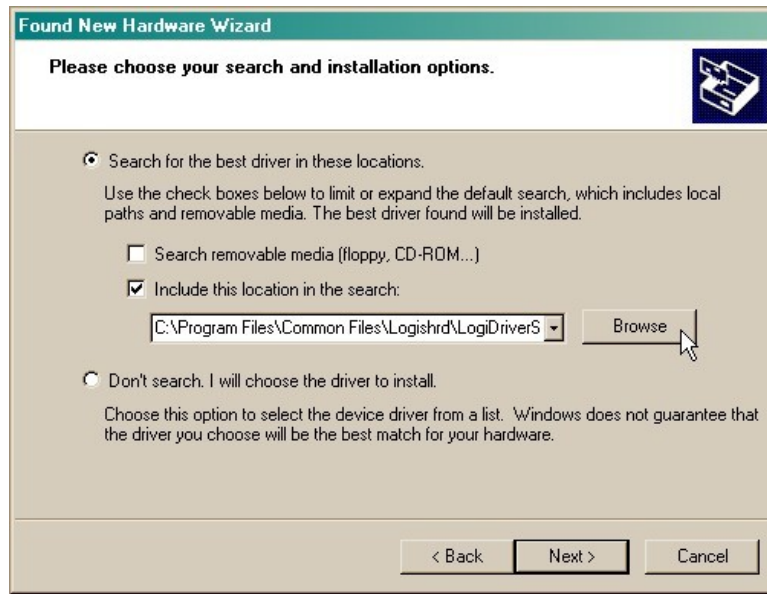 Found New Hardware Wizard
Please choose your search and installation options.
Search for the best driver in these locations.
Use the check boxes below to limit or expand the default search, which includes local
paths and removable media. The best driver found will be installed.
Search removable media (floppy, CD-ROM...)
Include this location in the search:
C:\Program Files\Common Files\Logishrd\LogiDriverS
Browse
Don't search. I will choose the driver to install.
Choose this option to select the device driver from a list. Windows does not guarantee that
the driver you choose will be the best match for your hardware.
< Back Next > Cancel